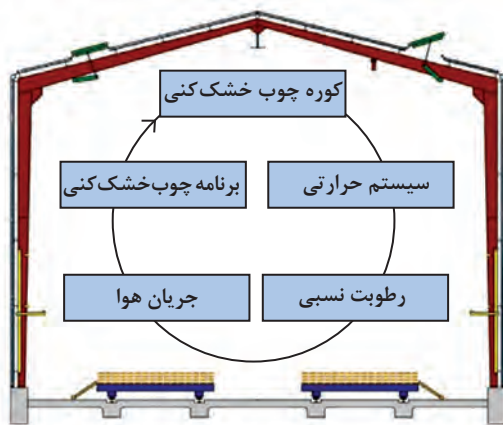 کوره چوب خشک‌کنی
سیستم حرارتی
برنامه چوب‌خشک‌کنی
رطوبت نسبی
جریان هوا